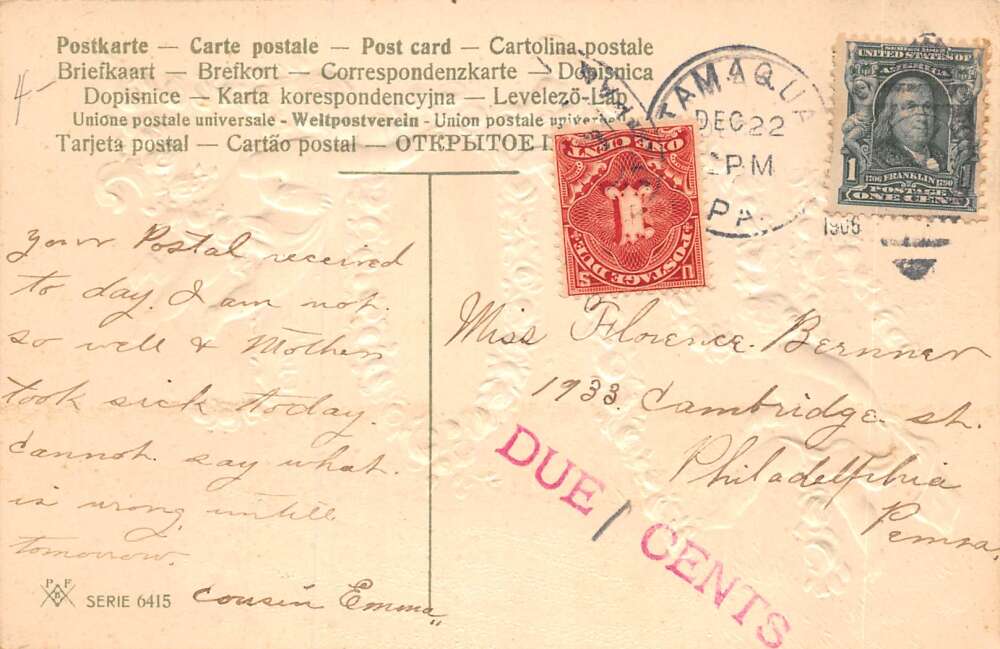 Postkarte — Carte postale — Post card — Cartolina postale
Briefkaart — Brefkort — Correspondenzkarte — Dopisnica
Dopisnice — Karta korespondencyjna — Levelező-Lap
Unione postale universale - Weltpostverein - Union postale universelle
Tarjeta postal — Cartão postal — ОТКРЫТОЕ
4-
TAMAQUA
DEC 22
PM
PA.
1906
SERIES 1902
UNITED STATES OF
AMERICA
1706 FRANKLIN 1790
1 POSTAGE 1
ONE CENT
ONE CENT
1
POSTAGE DUE
U S
your Postal received
to day. I am not.
so well & Mother
took sick today.
cannot. say what.
is wrong untill
tomorrow.
cousin Emma"
Miss Florence. Bernner
1933. Cambridge. st.
Philadelphia
Penna.
DUE 1 CENTS
P F
B
SERIE 6415